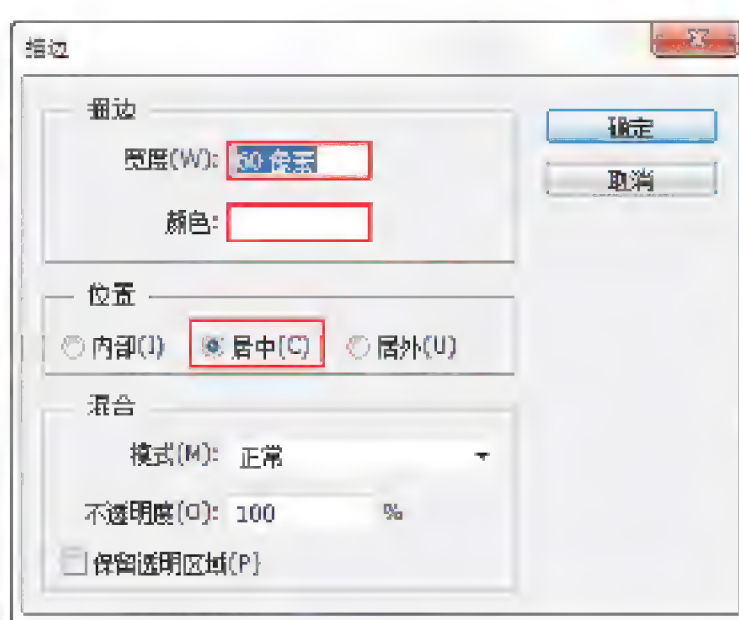 描边
描边
宽度(W): 60 像素
颜色:
确定
取消
位置
内部(I) 居中(C) 居外(U)
混合
模式(M): 正常
不透明度(O): 100 %
保留透明区域(P)